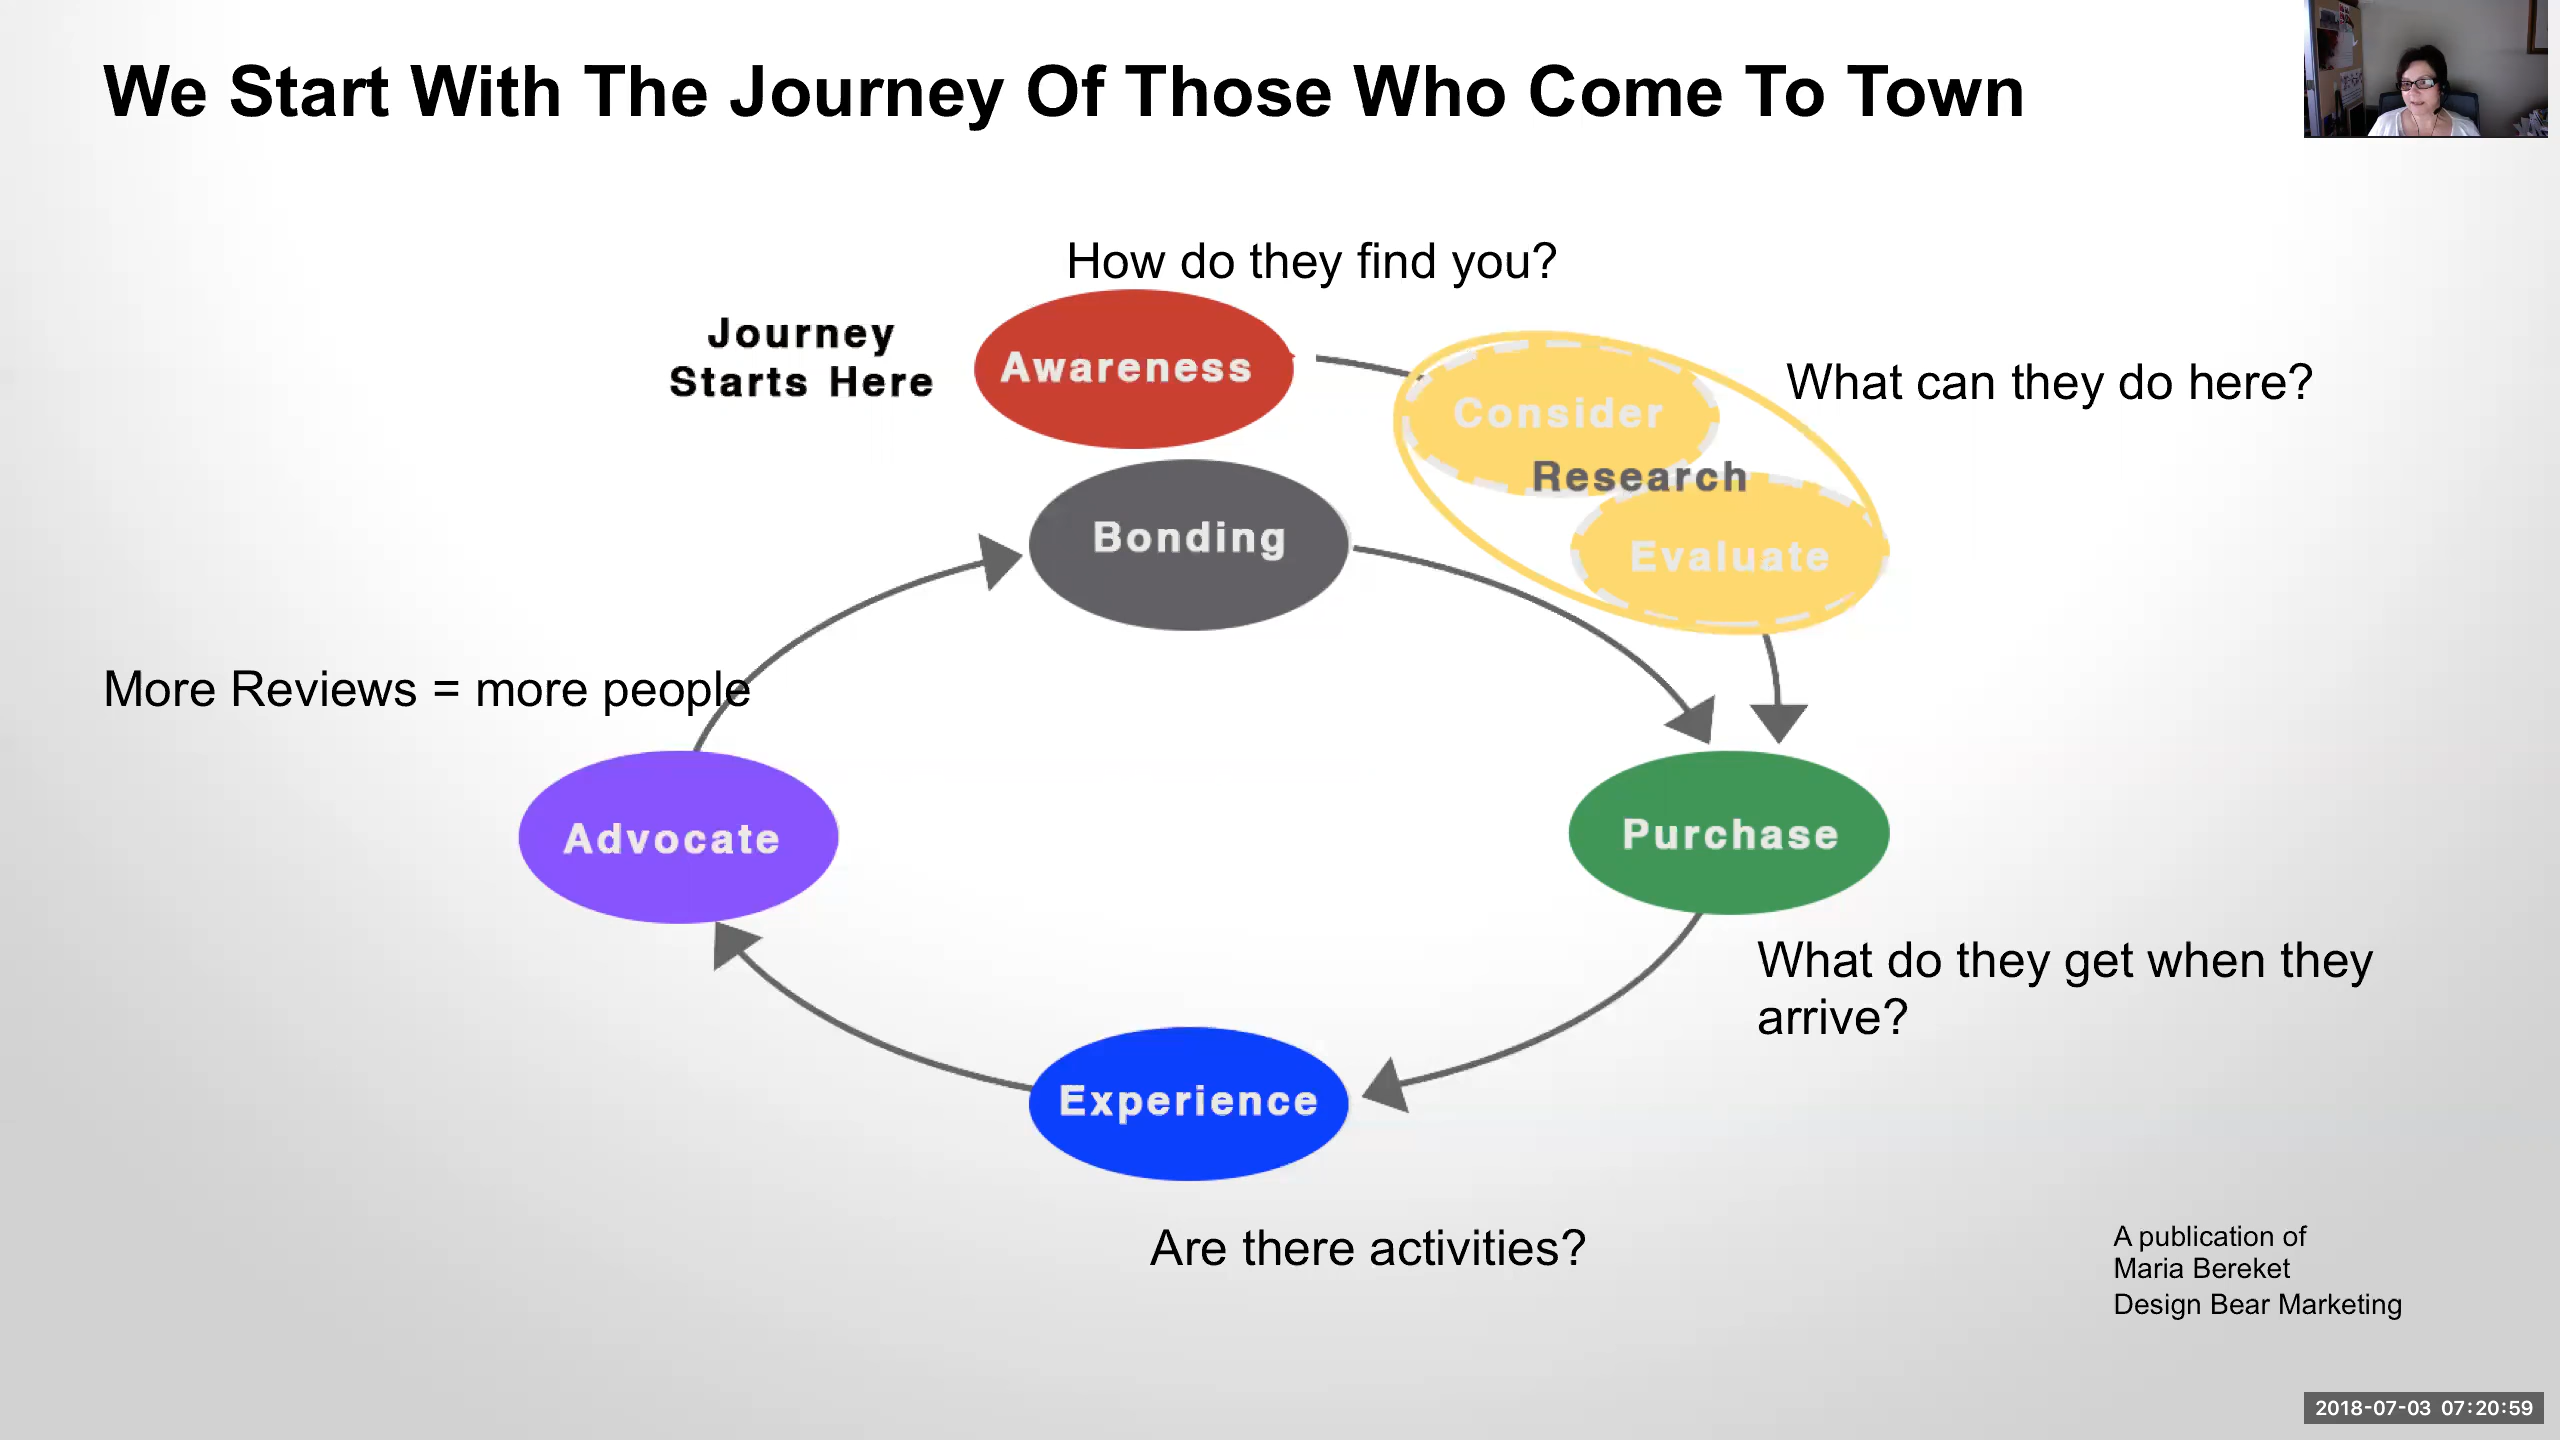 We Start With The Journey Of Those Who Come To Town
How do they find you?
Journey
Starts Here
Awareness
Consider
What can they do here?
Research
Bonding
Evaluate
More Reviews = more people
Advocate
Purchase
What do they get when they
arrive?
Experience
Are there activities?
A publication of
Maria Bereket
Design Bear Marketing
2018-07-03 07:20:59